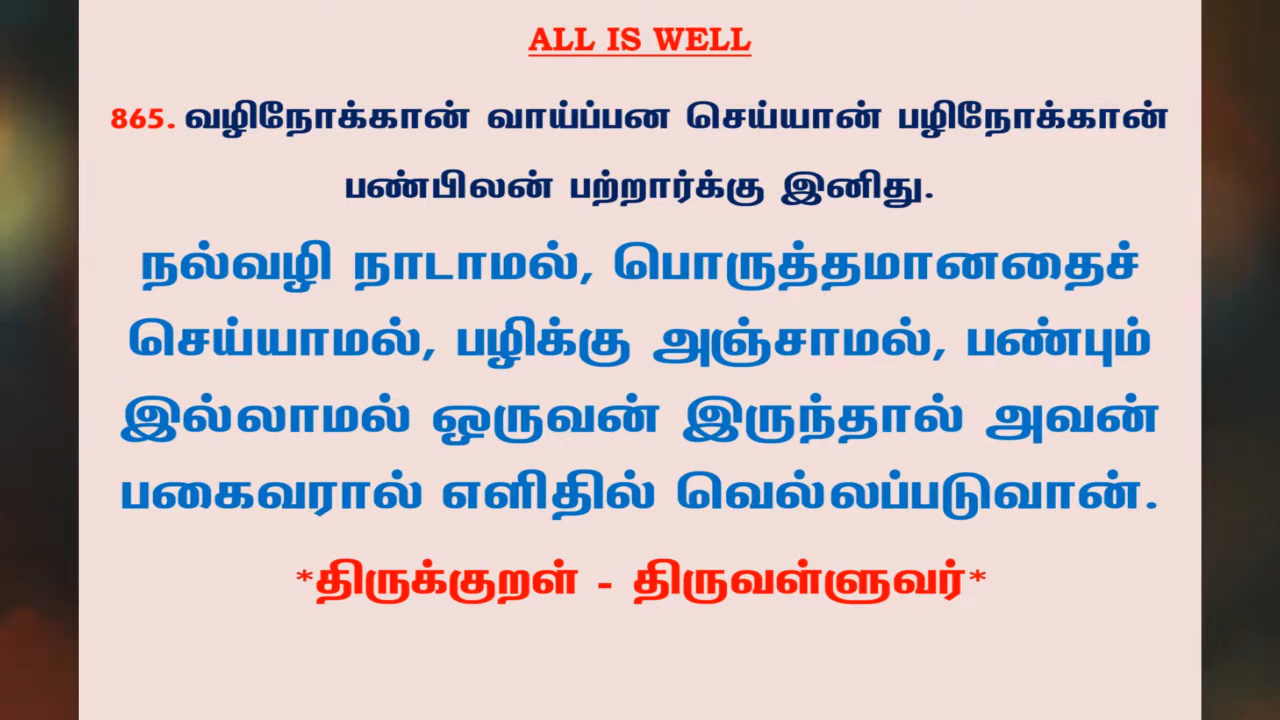 ALL IS WELL
865. வழிநோக்கான் வாய்ப்பன செய்யான் பழிநோக்கான்
பண்பிலன் பற்றார்க்கு இனிது.
நல்வழி நாடாமல், பொருத்தமானதைச்
செய்யாமல், பழிக்கு அஞ்சாமல், பண்பும்
இல்லாமல் ஒருவன் இருந்தால் அவன்
பகைவரால் எளிதில் வெல்லப்படுவான்.
*திருக்குறள் - திருவள்ளுவர்*